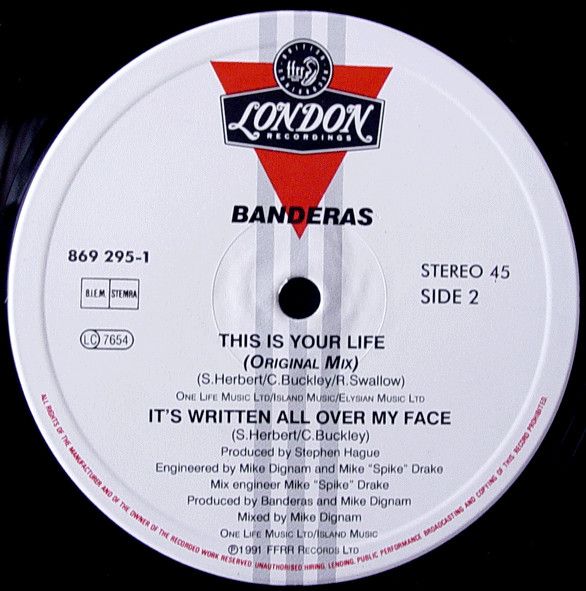 ffrr
LONDON
RECORDINGS
BANDERAS
869 295-1
B.I.E.M. STEMRA
LC 7654
STEREO 45
SIDE 2
THIS IS YOUR LIFE
(ORIGINAL MIX)
(S.Herbert/C.Buckley/R.Swallow)
ONE LIFE MUSIC LTD/ISLAND MUSIC/ELYSIAN MUSIC LTD
IT'S WRITTEN ALL OVER MY FACE
(S.Herbert/C.Buckley)
Produced by Stephen Hague
Engineered by Mike Dignam and Mike "Spike" Drake
Mix engineer Mike "Spike" Drake
Produced by Banderas and Mike Dignam
Mixed by Mike Dignam
ONE LIFE MUSIC LTD/ISLAND MUSIC
℗1991 FFRR RECORDS LTD
ALL RIGHTS OF THE MANUFACTURER AND OF THE OWNER OF THE RECORDED WORK RESERVED. UNAUTHORISED HIRING, LENDING, PUBLIC PERFORMANCE, BROADCASTING AND COPYING OF THIS RECORD PROHIBITED.